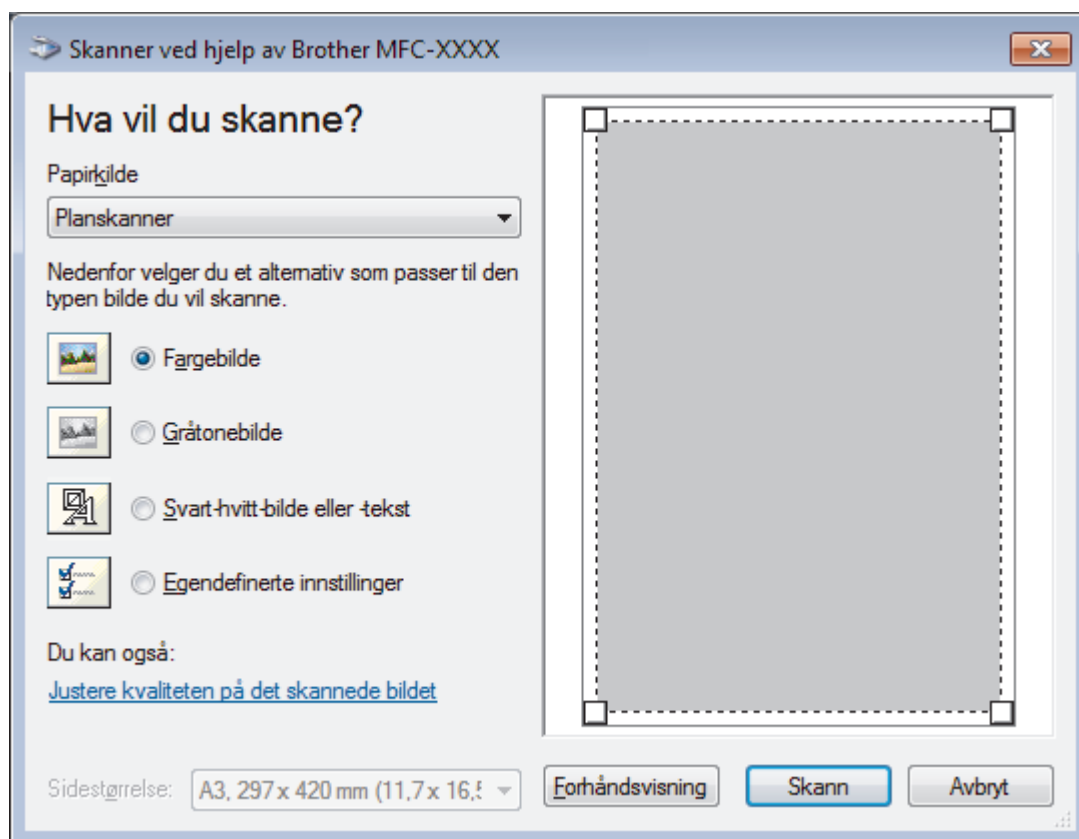 Skanner ved hjelp av Brother MFC-XXXX
Hva vil du skanne?
Papirkilde
Planskanner
Nedenfor velger du et alternativ som passer til den
typen bilde du vil skanne.
Fargebilde
Gråtonebilde
Svart-hvitt-bilde eller -tekst
Egendefinerte innstillinger
Du kan også:
Justere kvaliteten på det skannede bildet
Sidestørrelse: A3, 297 x 420 mm (11,7 x 16,5
Forhåndsvisning Skann Avbryt